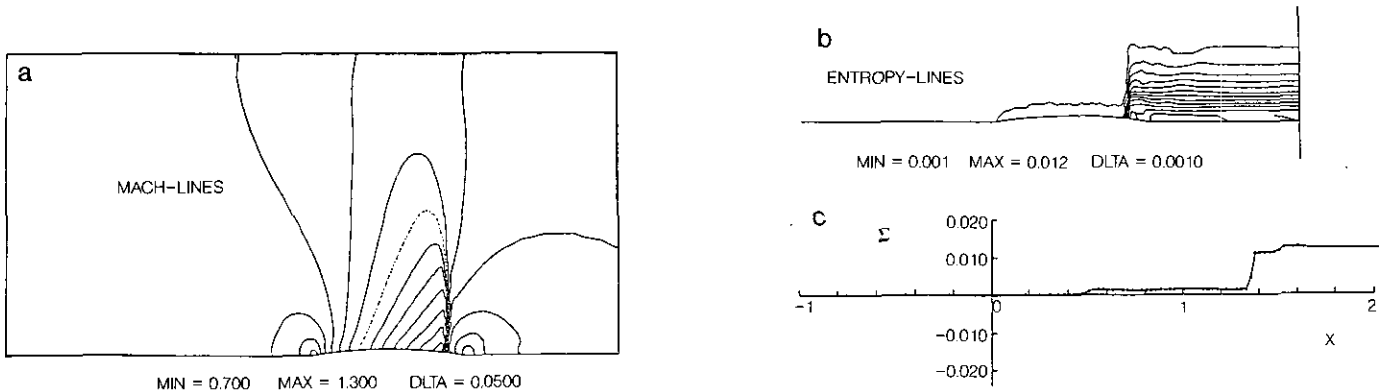 a
MACH-LINES
MIN = 0.700 MAX = 1.300 DLTA = 0.0500
b
ENTROPY-LINES
MIN = 0.001 MAX = 0.012 DLTA = 0.0010
c
Σ
0.020
0.010
-1 0 1 2
-0.010
-0.020
X